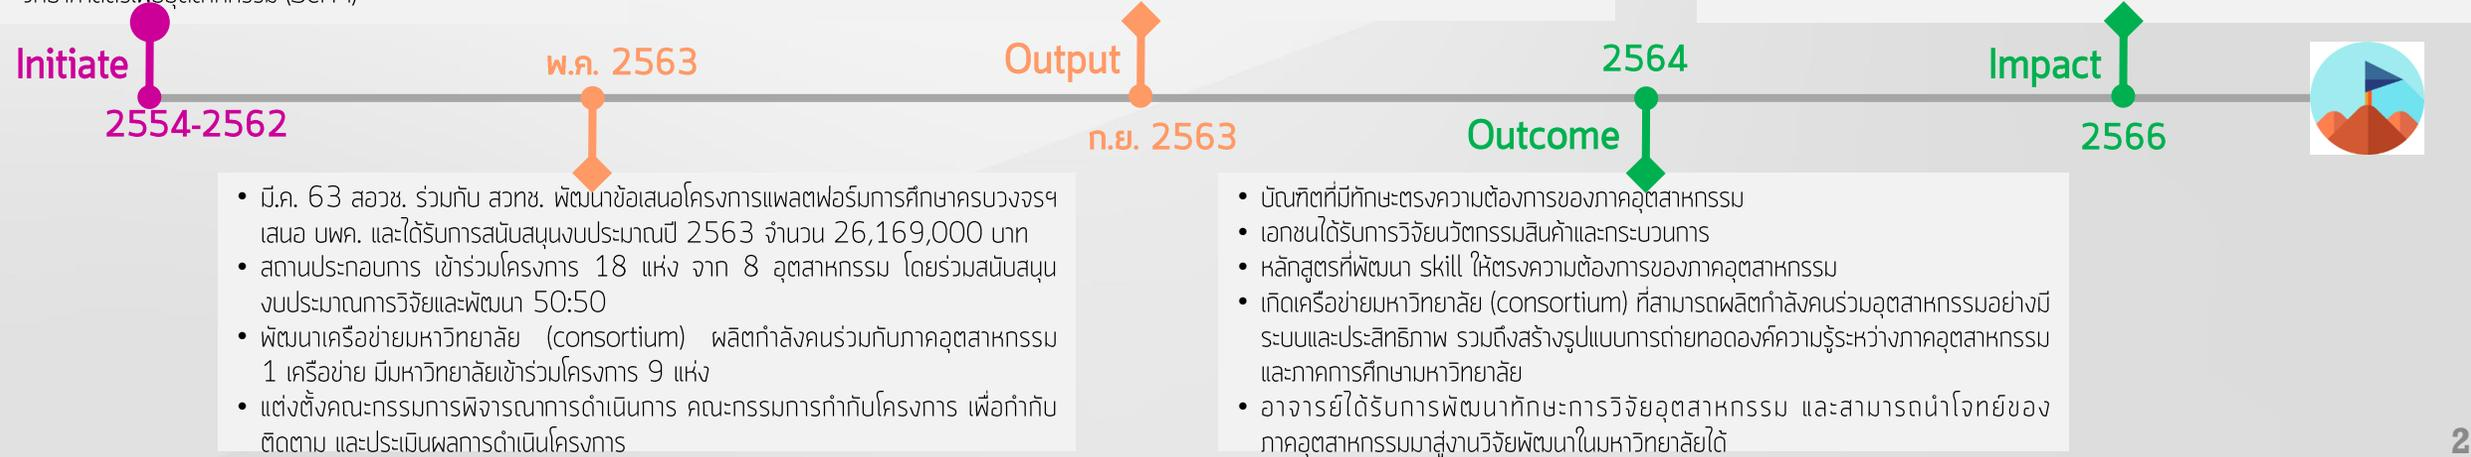 Initiate
2554-2562
พ.ค. 2563
Output
ก.ย. 2563
2564
Outcome
Impact
2566
• มี.ค. 63 สอวช. ร่วมกับ สวทช. พัฒนาข้อเสนอโครงการแพลตฟอร์มการศึกษาครบวงจรฯ
เสนอ บพค. และได้รับการสนับสนุนงบประมาณปี 2563 จำนวน 26,169,000 บาท
• สถานประกอบการ เข้าร่วมโครงการ 18 แห่ง จาก 8 อุตสาหกรรม โดยร่วมสนับสนุน
งบประมาณการวิจัยและพัฒนา 50:50
• พัฒนาเครือข่ายมหาวิทยาลัย (consortium) ผลิตกำลังคนร่วมกับภาคอุตสาหกรรม
1 เครือข่าย มีมหาวิทยาลัยเข้าร่วมโครงการ 9 แห่ง
• แต่งตั้งคณะกรรมการพิจารณาการดำเนินการ คณะกรรมการกำกับโครงการ เพื่อกำกับ
ติดตาม และประเมินผลการดำเนินโครงการ
• บัณฑิตที่มีทักษะตรงความต้องการของภาคอุตสาหกรรม
• เอกชนได้รับการวิจัยนวัตกรรมสินค้าและกระบวนการ
• หลักสูตรที่พัฒนา skill ให้ตรงความต้องการของภาคอุตสาหกรรม
• เกิดเครือข่ายมหาวิทยาลัย (consortium) ที่สามารถผลิตกำลังคนร่วมอุตสาหกรรมอย่างมี
ระบบและประสิทธิภาพ รวมถึงสร้างรูปแบบการถ่ายทอดองค์ความรู้ระหว่างภาคอุตสาหกรรม
และภาคการศึกษามหาวิทยาลัย
• อาจารย์ได้รับการพัฒนาทักษะการวิจัยอุตสาหกรรม และสามารถนำโจทย์ของ
ภาคอุตสาหกรรมมาสู่งานวิจัยพัฒนาในมหาวิทยาลัยได้
2